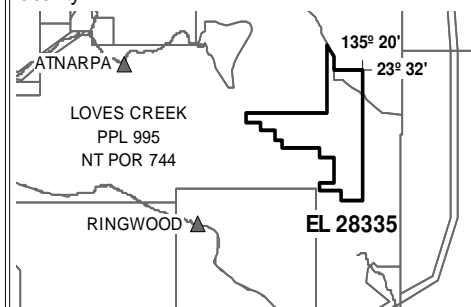 135º 20'
ATNARPA
23º 32'
LOVES CREEK
PPL 995
NT POR 744
RINGWOOD
EL 28335